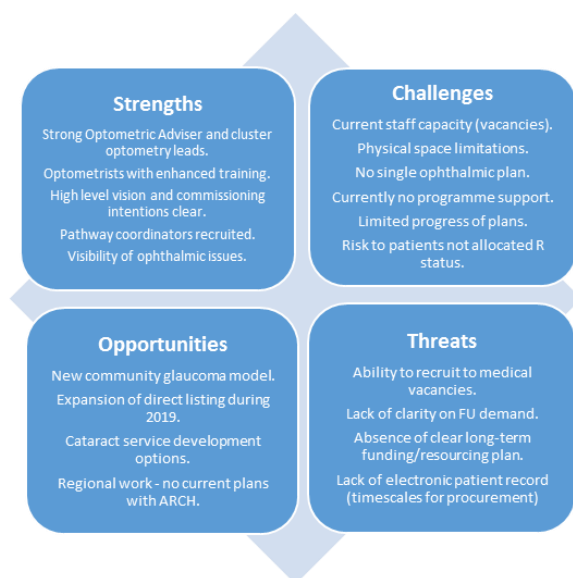 Strengths
Strong Optometric Adviser and cluster
optometry leads.
Optometrists with enhanced training.
High level vision and commissioning
intentions clear.
Pathway coordinators recruited.
Visibility of ophthalmic issues.
Challenges
Current staff capacity (vacancies).
Physical space limitations.
No single ophthalmic plan.
Currently no programme support.
Limited progress of plans.
Risk to patients not allocated R
status.
Opportunities
New community glaucoma model.
Expansion of direct listing during
2019.
Cataract service development
options.
Regional work - no current plans
with ARCH.
Threats
Ability to recruit to medical
vacancies.
Lack of clarity on FU demand.
Absence of clear long-term
funding/resourcing plan.
Lack of electronic patient record
(timescales for procurement)